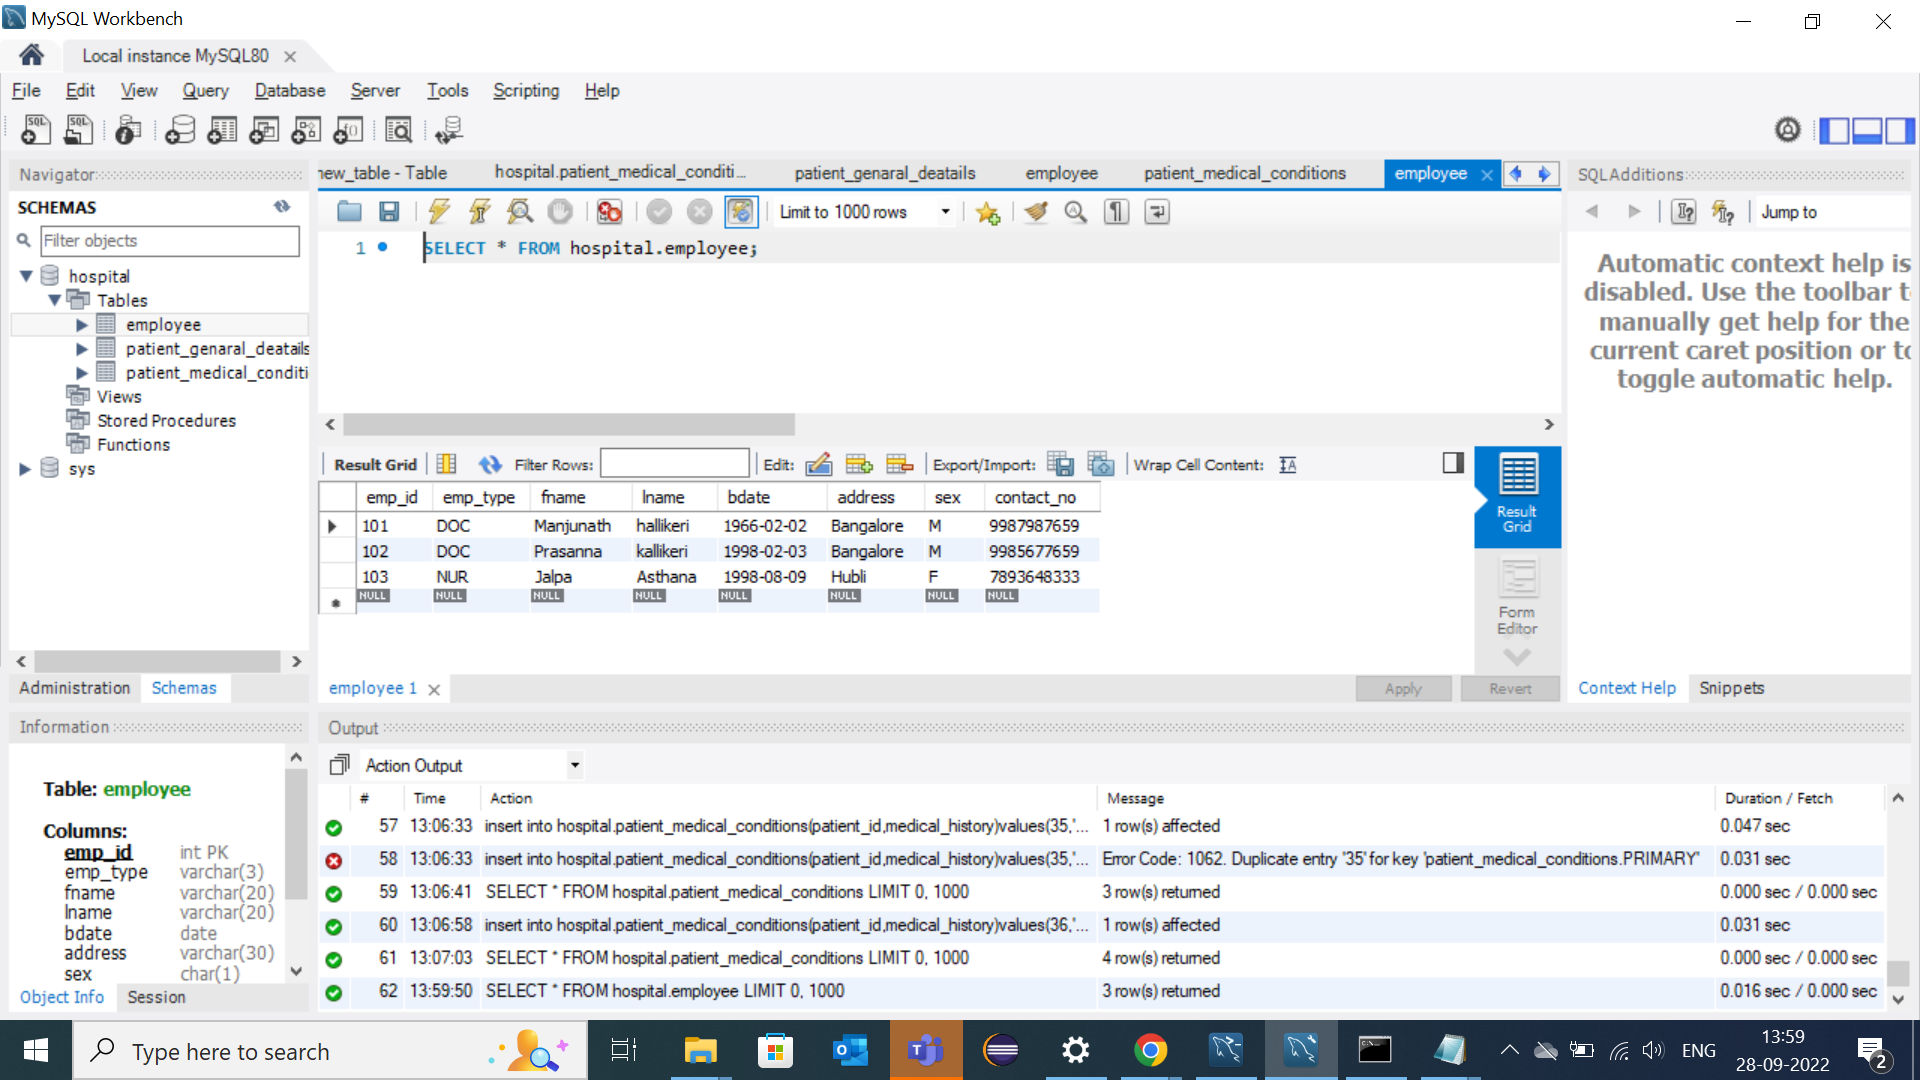 MySQL Workbench
Local instance MySQL80
File Edit View Query Database Server Tools Scripting Help
Navigator
SCHEMAS
Filter objects
hospital
Tables
employee
patient_genaral_deatails
patient_medical_conditi
Views
Stored Procedures
Functions
sys
Administration Schemas
new_table - Table hospital.patient_medical_conditi... patient_genaral_deatails employee patient_medical_conditions employee
Limit to 1000 rows
1 SELECT * FROM hospital.employee;
Result Grid Filter Rows: Edit: Export/Import: Wrap Cell Content:
emp_id emp_type fname lname bdate address sex contact_no
101 DOC Manjunath hallikeri 1966-02-02 Bangalore M 9987987659
102 DOC Prasanna kallikeri 1998-02-03 Bangalore M 9985677659
103 NUR Jalpa Asthana 1998-08-09 Hubli F 7893648333
NULL NULL NULL NULL NULL NULL NULL NULL
Result
Grid
Form
Editor
employee 1 Apply Revert
SQLAdditions
Jump to
Automatic context help is
disabled. Use the toolbar t
manually get help for the
current caret position or to
toggle automatic help.
Context Help Snippets
Information
Table: employee
Columns:
emp_id int PK
emp_type varchar(3)
fname varchar(20)
lname varchar(20)
bdate date
address varchar(30)
sex char(1)
Object Info Session
Output
Action Output
# Time Action Message Duration / Fetch
57 13:06:33 insert into hospital.patient_medical_conditions(patient_id,medical_history)values(35,'... 1 row(s) affected 0.047 sec
58 13:06:33 insert into hospital.patient_medical_conditions(patient_id,medical_history)values(35,'... Error Code: 1062. Duplicate entry '35' for key 'patient_medical_conditions.PRIMARY' 0.031 sec
59 13:06:41 SELECT * FROM hospital.patient_medical_conditions LIMIT 0, 1000 3 row(s) returned 0.000 sec / 0.000 sec
60 13:06:58 insert into hospital.patient_medical_conditions(patient_id,medical_history)values(36,'... 1 row(s) affected 0.031 sec
61 13:07:03 SELECT * FROM hospital.patient_medical_conditions LIMIT 0, 1000 4 row(s) returned 0.000 sec / 0.000 sec
62 13:59:50 SELECT * FROM hospital.employee LIMIT 0, 1000 3 row(s) returned 0.016 sec / 0.000 sec
Type here to search
ENG
13:59
28-09-2022
2